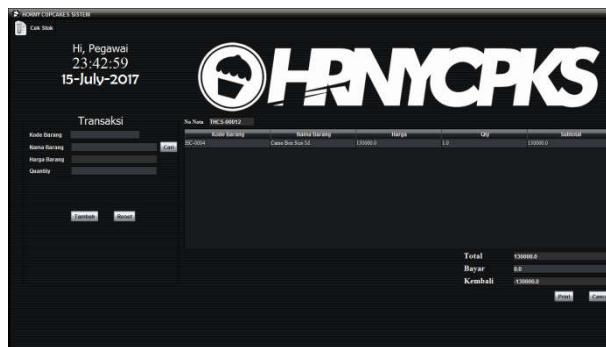 HORNY CUPCAKES SISTEM
Cek Stok
Hi, Pegawai
23:42:59
15-July-2017
HRNYCPKS
Transaksi
No Nota THCS-00012
Kode Barang
Nama Barang
Cari
Harga Barang
Quantity
Tambah Reset
Kode Barang Nama Barang Harga Qty Subtotal
HC-0004 130000.0 1.0 130000.0
Total 130000.0
Bayar 0.0
Kembali -130000.0
Print